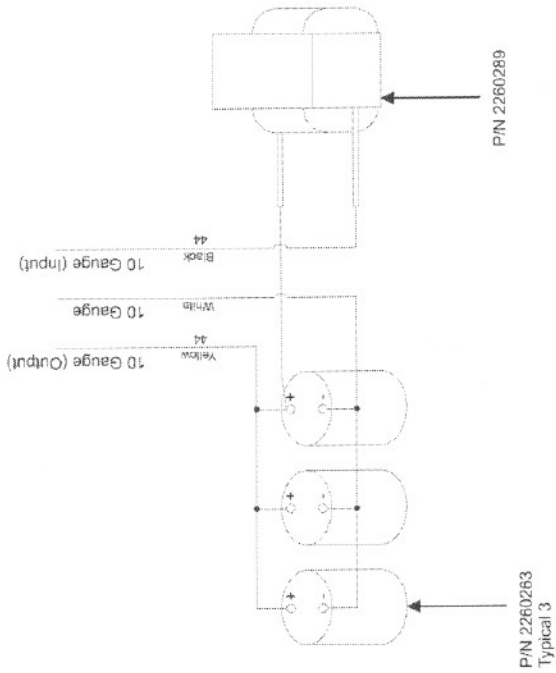 P/N 2260289
44
Black
10 Gauge (Input)
White
10 Gauge
44
Yellow
10 Gauge (Output)
+
-
+
-
+
-
P/N 2260263
Typical 3